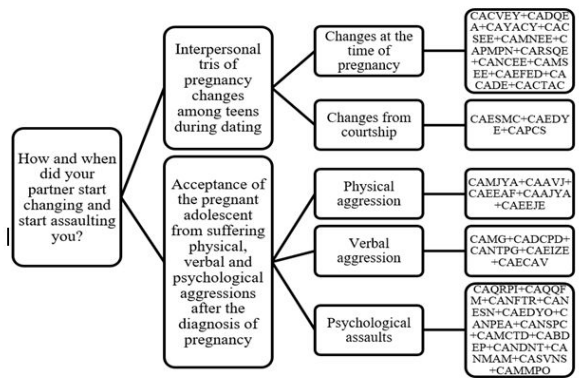 How and when
did your
partner start
changing and
start assaulting
you?
Interpersonal
tris of
pregnancy
changes
among teens
during dating
Changes at the
time of
pregnancy
CACVEY+CADQE
A+CAYACY+CAC
SEE+CAMNEE+C
APMPN+CARSQE
+CANCEE+CAMS
EE+CAEFED+CA
CADE+CACTAC
Changes from
courtship
CAESMC+CAEDY
E+CAPCS
Acceptance of
the pregnant
adolescent
from suffering
physical,
verbal and
psychological
aggressions
after the
diagnosis of
pregnancy
Physical
aggression
CAMJYA+CAAVJ+
CAEEAF+CAAJYA
+CAEEJE
Verbal
aggression
CAMG+CADCPD+
CANTPG+CAEIZE
+CAECAV
Psychological
assaults
CAQRPI+CAQQF
M+CANFTR+CAN
ESN+CAEDYO+C
ANPEA+CANSPC
+CAMCTD+CABD
EP+CANDNT+CA
NMAM+CASVNS
+CAMMPO